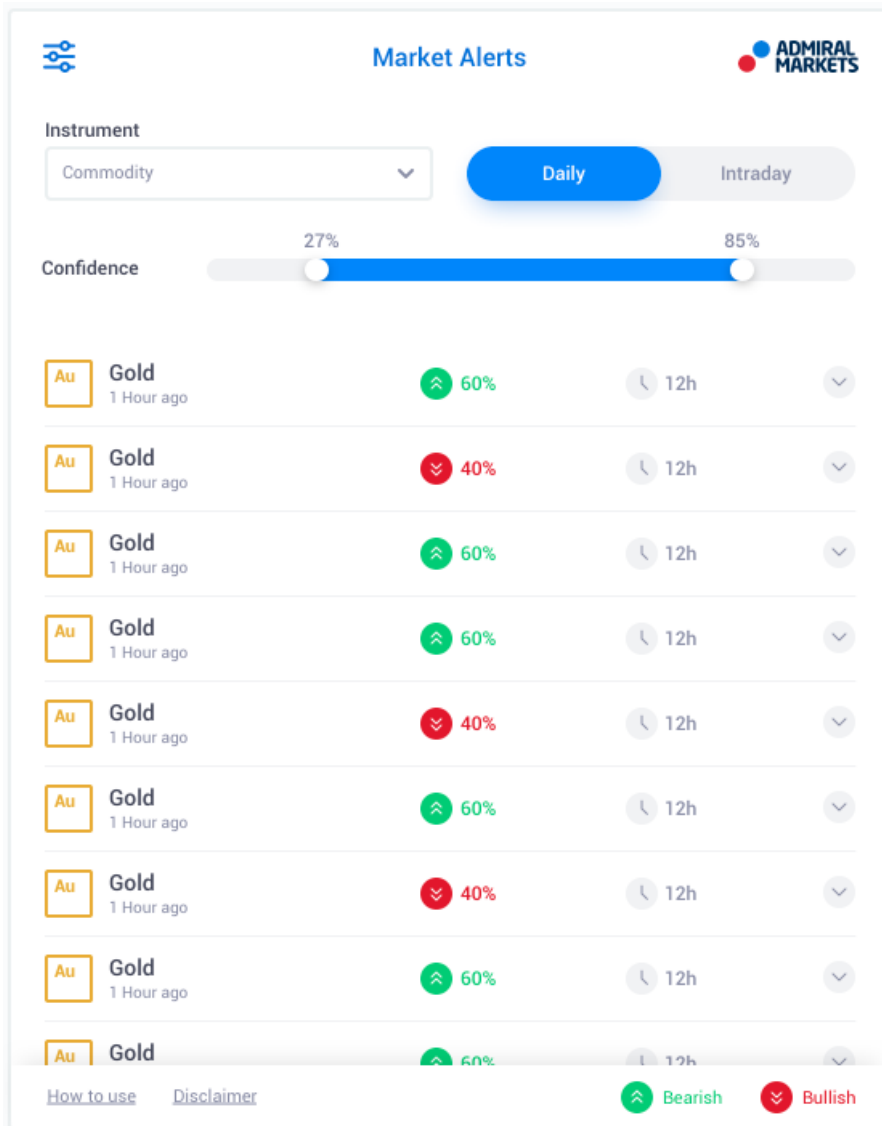 Market Alerts
ADMIRAL
MARKETS
Instrument
Commodity
Daily
Intraday
27%
85%
Confidence
Au
Gold
1 Hour ago
60%
12h
Au
Gold
1 Hour ago
40%
12h
Au
Gold
1 Hour ago
60%
12h
Au
Gold
1 Hour ago
60%
12h
Au
Gold
1 Hour ago
40%
12h
Au
Gold
1 Hour ago
60%
12h
Au
Gold
1 Hour ago
40%
12h
Au
Gold
1 Hour ago
60%
12h
Au
Gold
60%
12h
How to use
Disclaimer
Bearish
Bullish